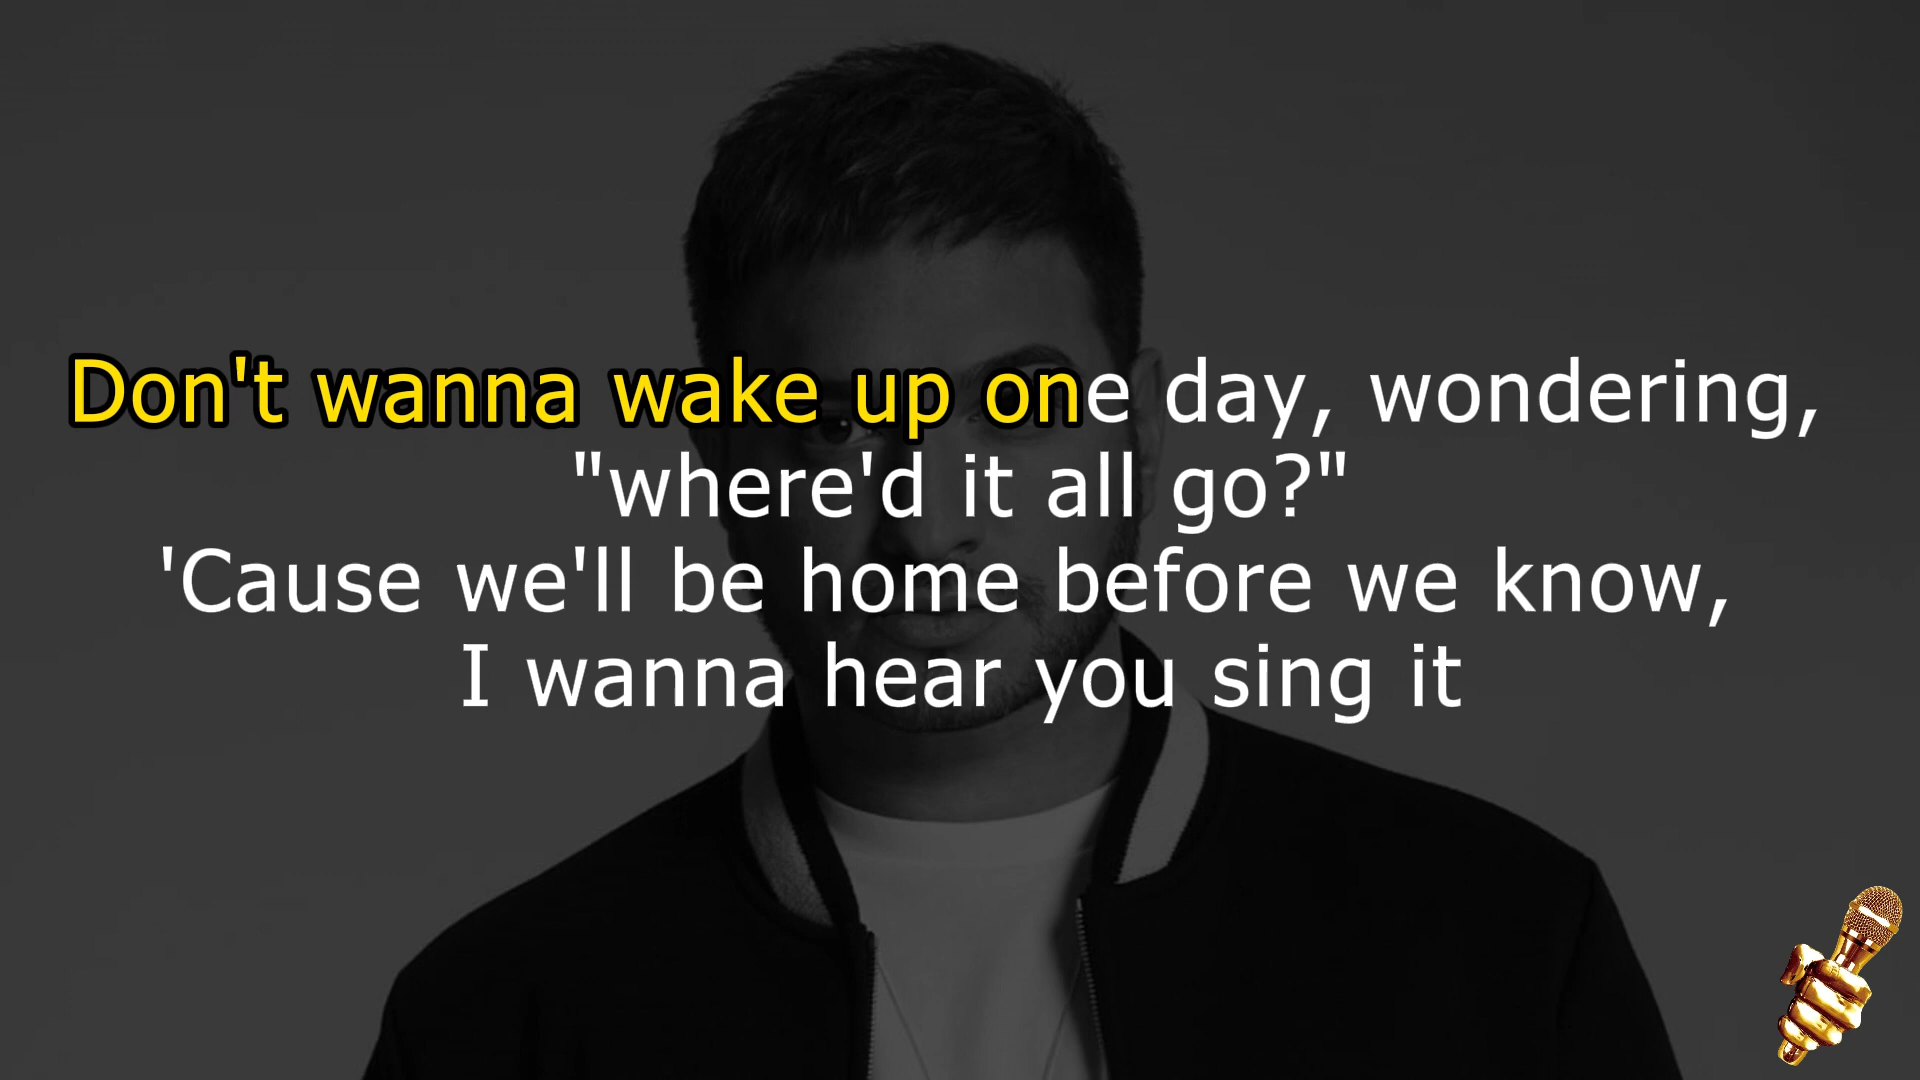 Don't wanna wake up one day, wondering,
"where'd it all go?"
'Cause we'll be home before we know,
I wanna hear you sing it